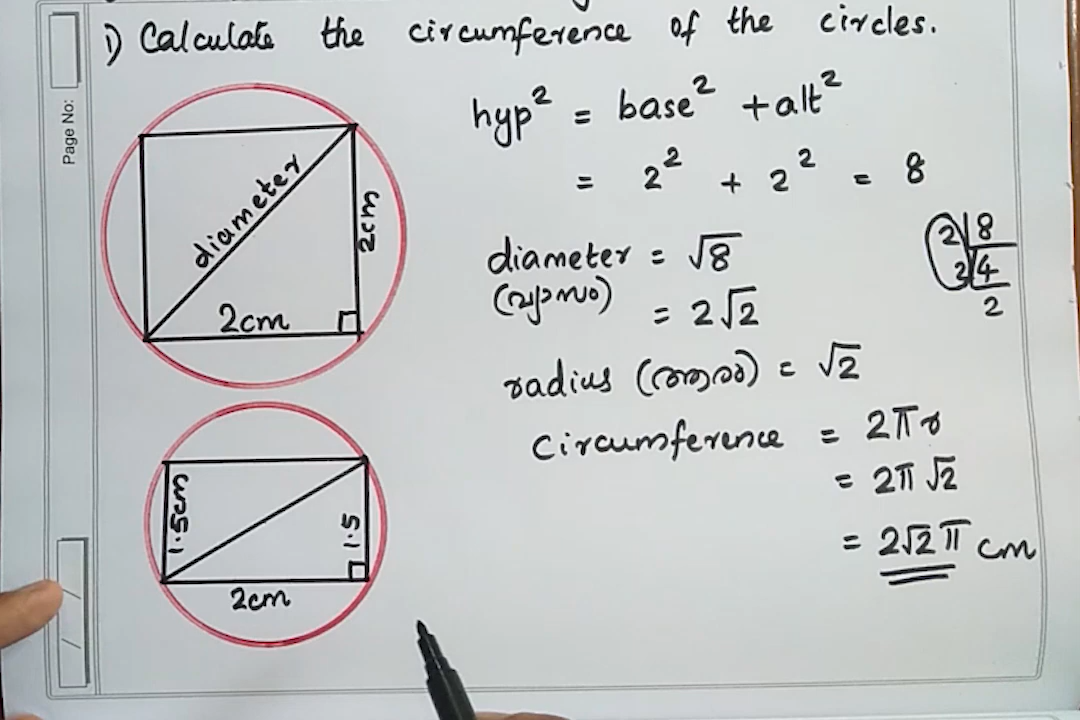 i) Calculate the circumference of the circles.
Page No:
diameter
2cm
2cm
hyp² = base² + alt²
= 2² + 2² = 8
diameter = √8
(വ്യാസം) = 2√2
2 8
2 4
2
radius (ആരം) = √2
Circumference = 2πr
= 2π√2
= 2√2π cm
1.5cm
1.5
2cm